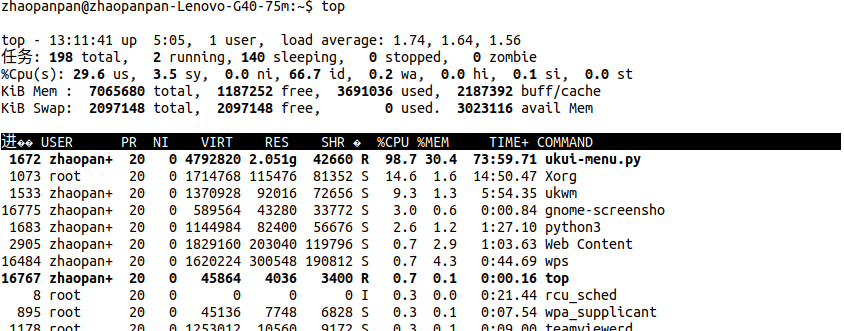 zhaopanpan@zhaopanpan-Lenovo-G40-75m:~$ top
top - 13:11:41 up  5:05,  1 user,  load average: 1.74, 1.64, 1.56
任务: 198 total,   2 running, 140 sleeping,   0 stopped,   0 zombie
%Cpu(s): 29.6 us,  3.5 sy,  0.0 ni, 66.7 id,  0.2 wa,  0.0 hi,  0.1 si,  0.0 st
KiB Mem :  7065680 total,  1187252 free,  3691036 used,  2187392 buff/cache
KiB Swap:  2097148 total,  2097148 free,        0 used.  3023116 avail Mem
进�� USER      PR  NI    VIRT    RES    SHR �  %CPU %MEM     TIME+ COMMAND
1672 zhaopan+  20   0 4792820 2.051g  42660 R  98.7 30.4  73:59.71 ukui-menu.py
1073 root      20   0 1714768 115476  81352 S  14.6  1.6  14:50.47 Xorg
1533 zhaopan+  20   0 1370928  92016  72656 S   9.3  1.3   5:54.35 ukwm
16775 zhaopan+  20   0  589564  43280  33772 S   3.0  0.6   0:00.84 gnome-screensho
1683 zhaopan+  20   0 1144984  82400  56676 S   2.6  1.2   1:27.10 python3
2905 zhaopan+  20   0 1829160 203040 119796 S   0.7  2.9   1:03.63 Web Content
16484 zhaopan+  20   0 1620224 300548 190812 S   0.7  4.3   0:44.69 wps
16767 zhaopan+  20   0   45864   4036   3400 R   0.7  0.1   0:00.16 top
8 root      20   0       0      0      0 I   0.3  0.0   0:21.44 rcu_sched
895 root      20   0   45136   7748   6828 S   0.3  0.1   0:07.54 wpa_supplicant
1178 root      20   0 1253012  10560   9172 S   0.3  0.1   0:09.00 teamviewerd